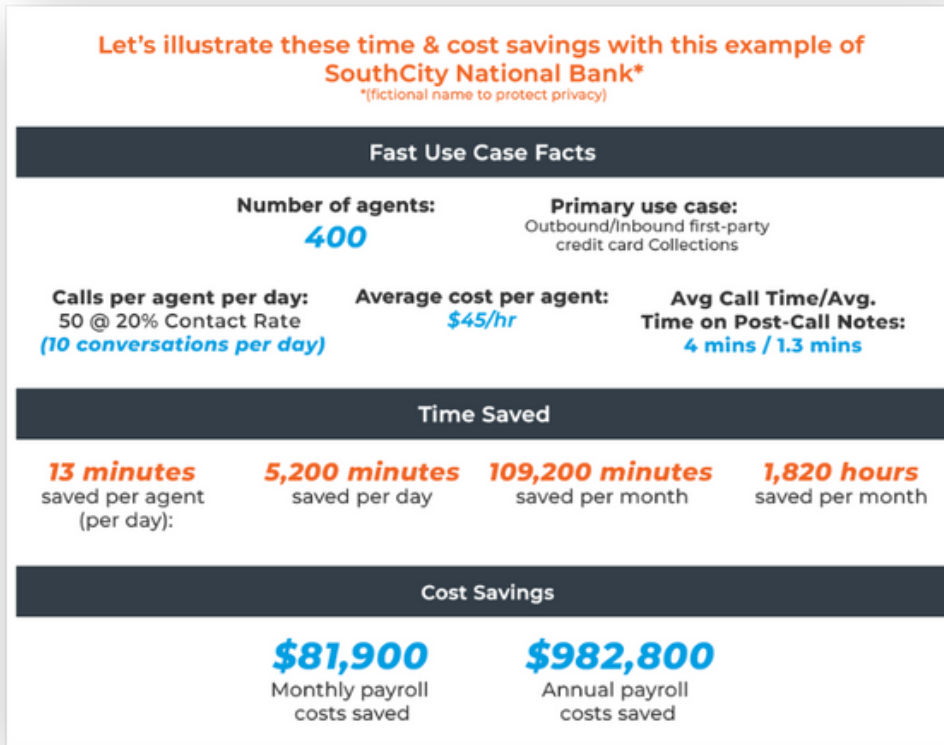 Let's illustrate these time & cost savings with this example of
SouthCity National Bank*
*(fictional name to protect privacy)
Fast Use Case Facts
Number of agents:
400
Primary use case:
Outbound/Inbound first-party
credit card Collections
Calls per agent per day:
50 @ 20% Contact Rate
(10 conversations per day)
Average cost per agent:
$45/hr
Avg Call Time/Avg.
Time on Post-Call Notes:
4 mins / 1.3 mins
Time Saved
13 minutes
saved per agent
(per day):
5,200 minutes
saved per day
109,200 minutes
saved per month
1,820 hours
saved per month
Cost Savings
$81,900
Monthly payroll
costs saved
$982,800
Annual payroll
costs saved